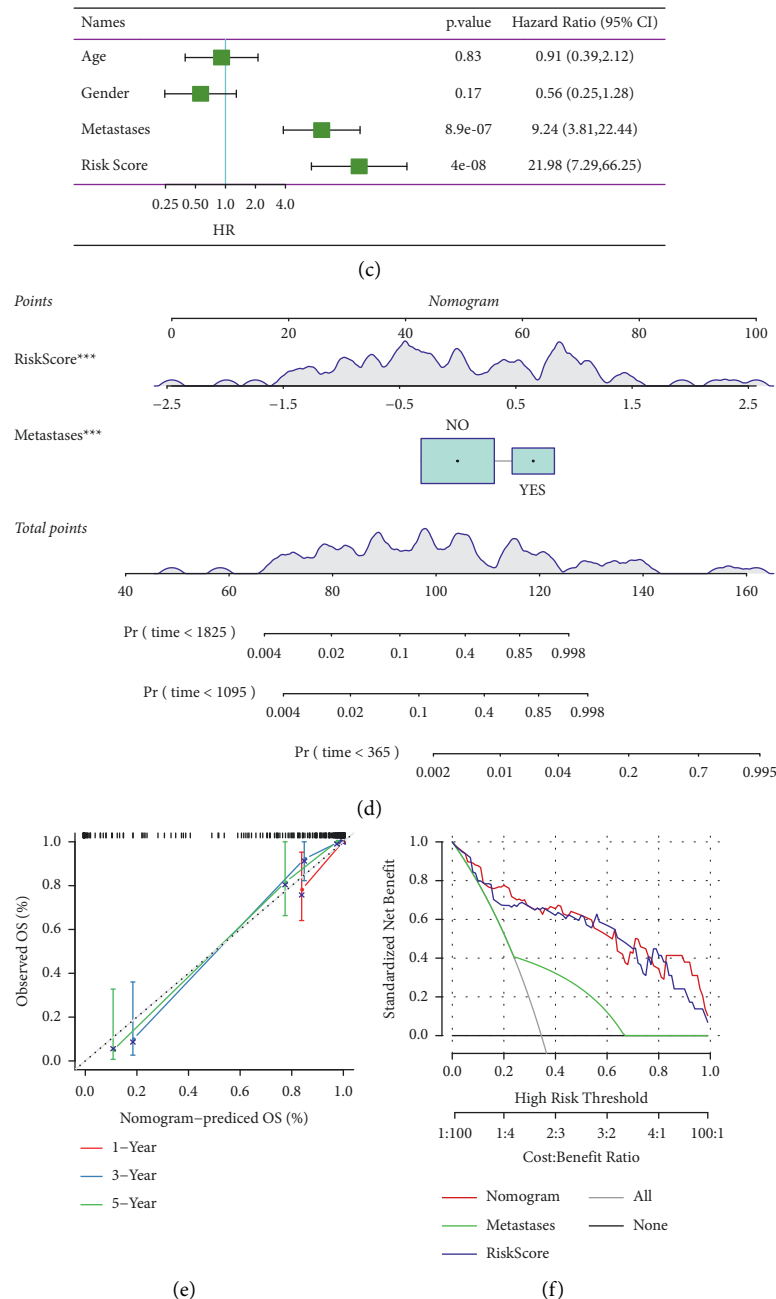 Names p.value Hazard Ratio (95% CI)
Age 0.83 0.91 (0.39,2.12)
Gender 0.17 0.56 (0.25,1.28)
Metastases 8.9e-07 9.24 (3.81,22.44)
Risk Score 4e-08 21.98 (7.29,66.25)
0.25 0.50 1.0 2.0 4.0
HR
(c)
Points Nomogram
0 20 40 60 80 100
RiskScore***
−2.5 −1.5 −0.5 0.5 1.5 2.5
NO
Metastases***
YES
Total points
40 60 80 100 120 140 160
Pr ( time < 1825 )
0.004 0.02 0.1 0.4 0.85 0.998
Pr ( time < 1095 )
0.004 0.02 0.1 0.4 0.85 0.998
Pr ( time < 365 )
0.002 0.01 0.04 0.2 0.7 0.995
(d)
Observed OS (%)
1.0
0.8
0.6
0.4
0.2
0.0
0.0 0.2 0.4 0.6 0.8 1.0
Nomogram−prediced OS (%)
1−Year
3−Year
5−Year
(e)
Standardized Net Benefit
1.0
0.8
0.6
0.4
0.2
0.0
0.0 0.2 0.4 0.6 0.8 1.0
High Risk Threshold
1:100 1:4 2:3 3:2 4:1 100:1
Cost:Benefit Ratio
Nomogram All
Metastases None
RiskScore
(f)